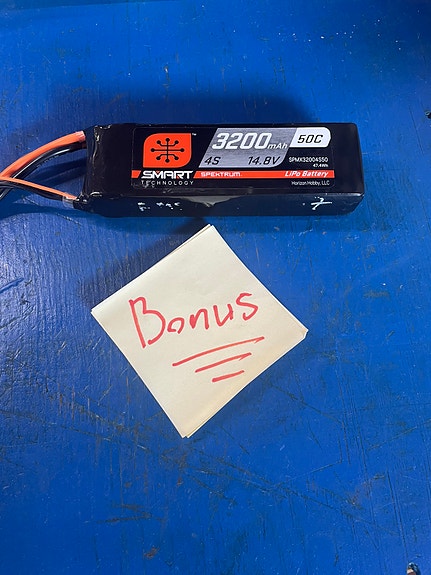 3200mAh 50C
4S 14.8V SPMX32004S50
47.4Wh
SMART SPEKTRUM LiPo Battery
TECHNOLOGY Horizon Hobby, LLC
Bonus